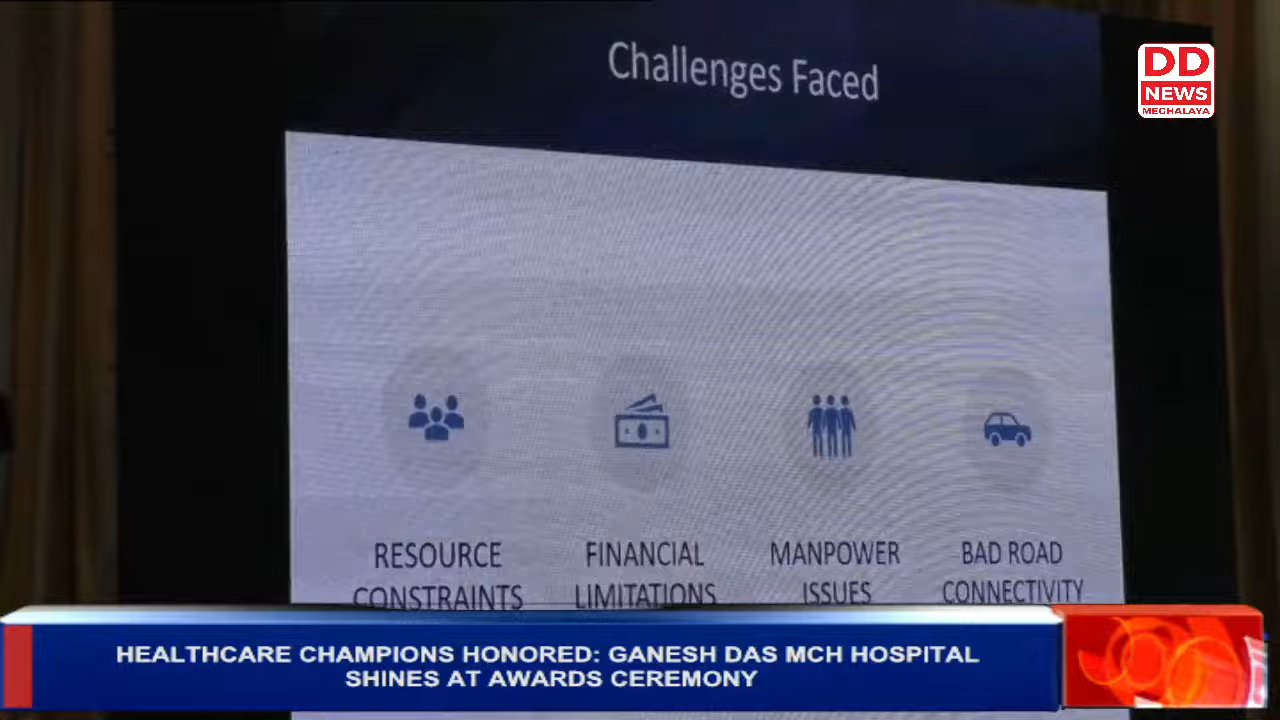 Challenges Faced
DD
NEWS
MEGHALAYA
RESOURCE
CONSTRAINTS
FINANCIAL
LIMITATIONS
MANPOWER
ISSUES
BAD ROAD
CONNECTIVITY
HEALTHCARE CHAMPIONS HONORED: GANESH DAS MCH HOSPITAL
SHINES AT AWARDS CEREMONY